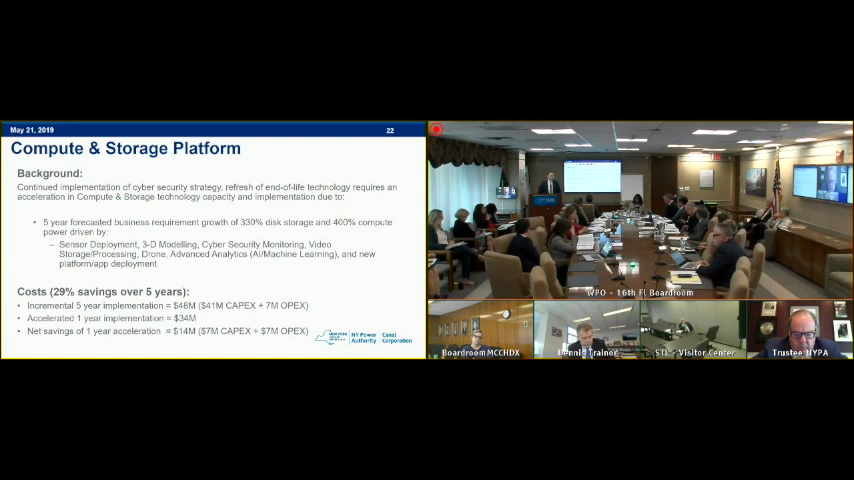 May 21, 2019
22
Compute & Storage Platform
Background:
Continued implementation of cyber security strategy, refresh of end-of-life technology requires an
acceleration in Compute & Storage technology capacity and implementation due to:
• 5 year forecasted business requirement growth of 330% disk storage and 400% compute
power driven by:
– Sensor Deployment, 3-D Modelling, Cyber Security Monitoring, Video
Storage/Processing, Drone, Advanced Analytics (AI/Machine Learning), and new
platform/app deployment
Costs (29% savings over 5 years):
• Incremental 5 year implementation = $48M ($41M CAPEX + 7M OPEX)
• Accelerated 1 year implementation = $34M
• Net savings of 1 year acceleration = $14M ($7M CAPEX + $7M OPEX)
NY Power
Authority
Canal
Corporation
WPO - 16th Fl Boardroom
Boardroom MCCHDX
Dennis Trainor
STL - Visitor Center
Trustee NYPA